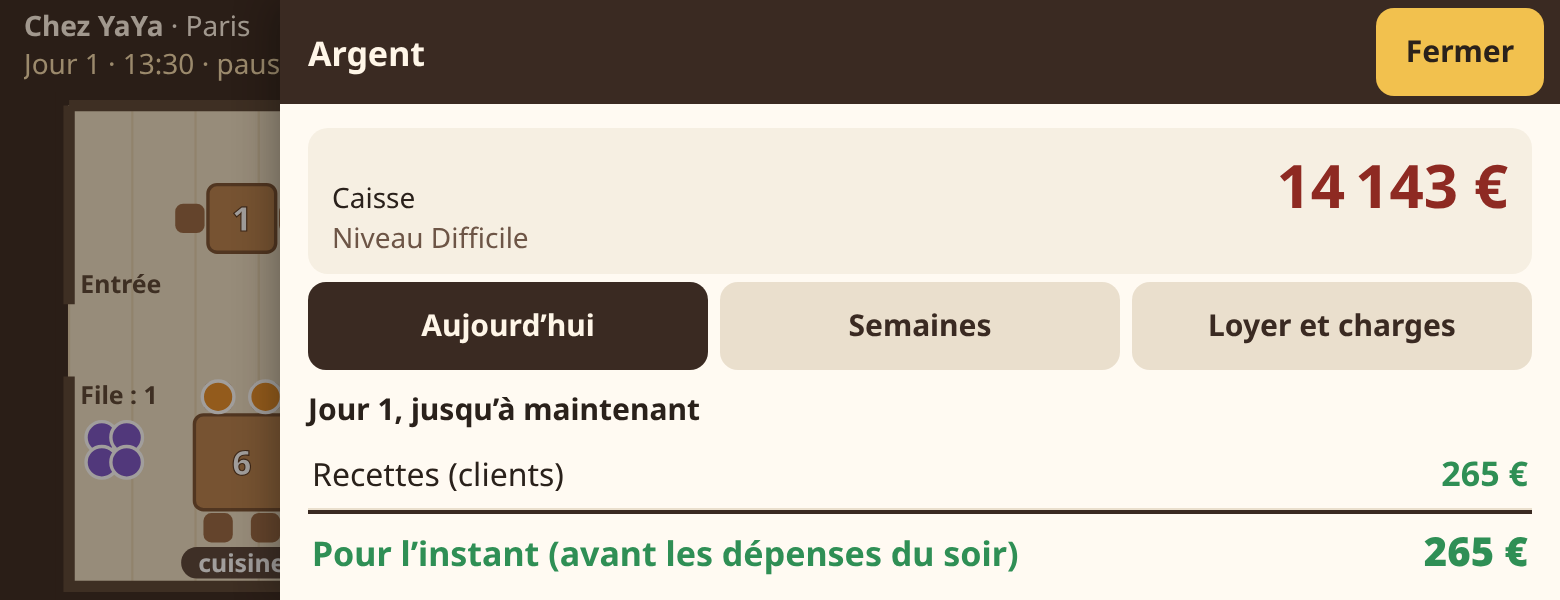 Chez YaYa · Paris
Jour 1 · 13:30 · paus
1
Entrée
File : 1
6
cuisine
Argent
Fermer
Caisse
14 143 €
Niveau Difficile
Aujourd’hui
Semaines
Loyer et charges
Jour 1, jusqu’à maintenant
Recettes (clients)
265 €
Pour l’instant (avant les dépenses du soir)
265 €